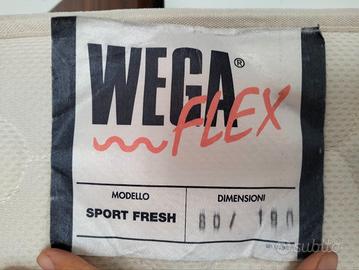 WEGA®
FLEX
MODELLO
DIMENSIONI
SPORT FRESH
80/ 190
subito